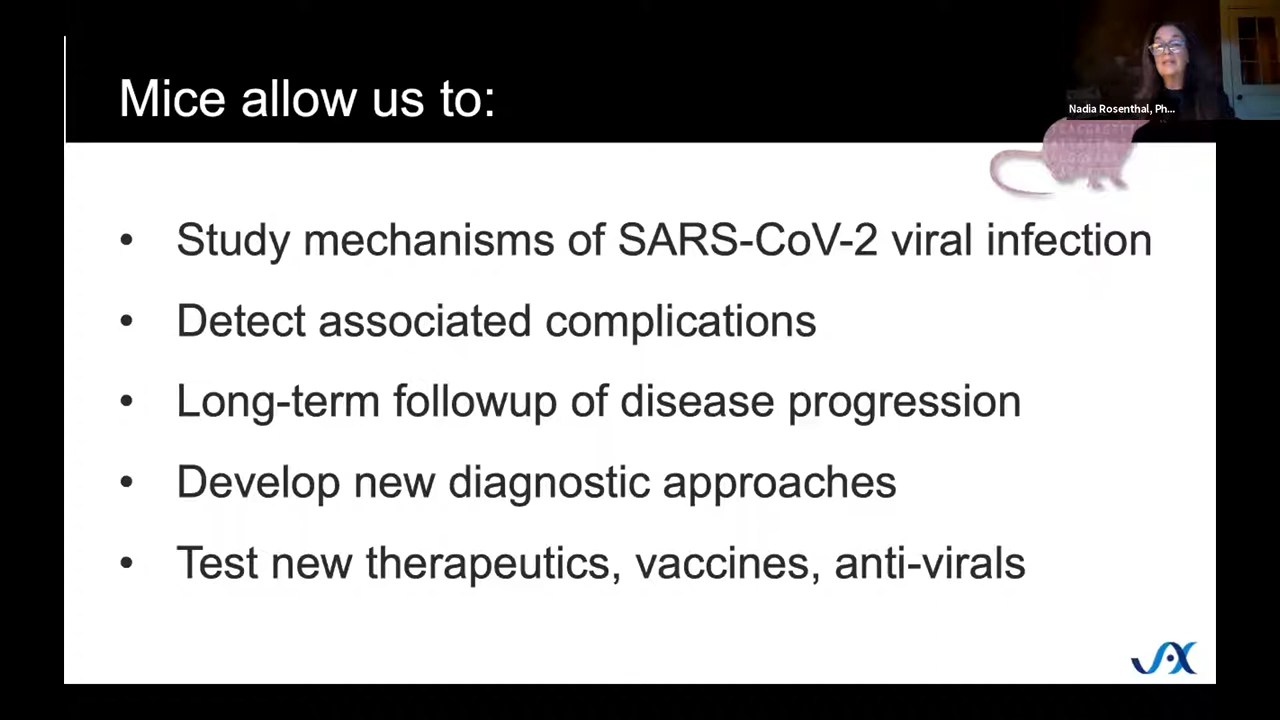 Mice allow us to:
Nadia Rosenthal, Ph...
• Study mechanisms of SARS-CoV-2 viral infection
• Detect associated complications
• Long-term followup of disease progression
• Develop new diagnostic approaches
• Test new therapeutics, vaccines, anti-virals
JAX